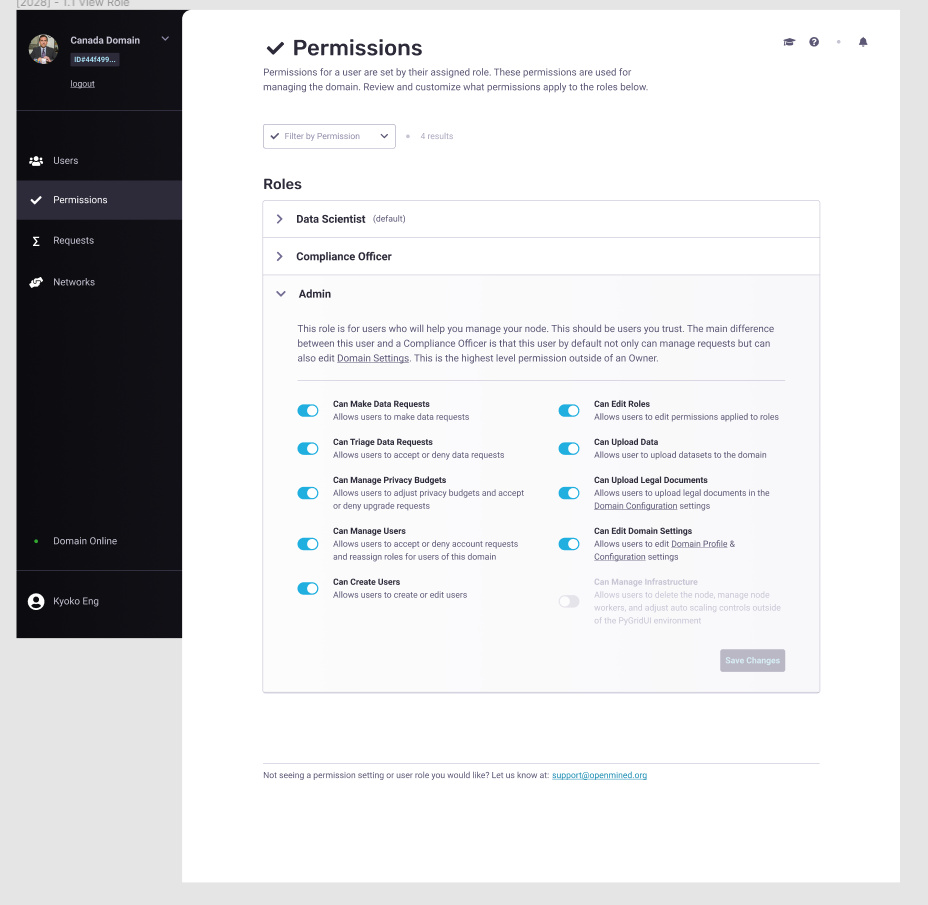 [2028] - 1.1 View Role
Canada Domain
ID#44f499...
logout
Users
Permissions
Requests
Networks
Domain Online
Kyoko Eng
Permissions
Permissions for a user are set by their assigned role. These permissions are used for
managing the domain. Review and customize what permissions apply to the roles below.
Filter by Permission
4 results
Roles
Data Scientist (default)
Compliance Officer
Admin
This role is for users who will help you manage your node. This should be users you trust. The main difference
between this user and a Compliance Officer is that this user by default not only can manage requests but can
also edit Domain Settings. This is the highest level permission outside of an Owner.
Can Make Data Requests
Allows users to make data requests
Can Triage Data Requests
Allows users to accept or deny data requests
Can Manage Privacy Budgets
Allows users to adjust privacy budgets and accept
or deny upgrade requests
Can Manage Users
Allows users to accept or deny account requests
and reassign roles for users of this domain
Can Create Users
Allows users to create or edit users
Can Edit Roles
Allows users to edit permissions applied to roles
Can Upload Data
Allows user to upload datasets to the domain
Can Upload Legal Documents
Allows users to upload legal documents in the
Domain Configuration settings
Can Edit Domain Settings
Allows users to edit Domain Profile &
Configuration settings
Can Manage Infrastructure
Allows users to delete the node, manage node
workers, and adjust auto scaling controls outside
of the PyGridUI environment
Save Changes
Not seeing a permission setting or user role you would like? Let us know at: support@openmined.org